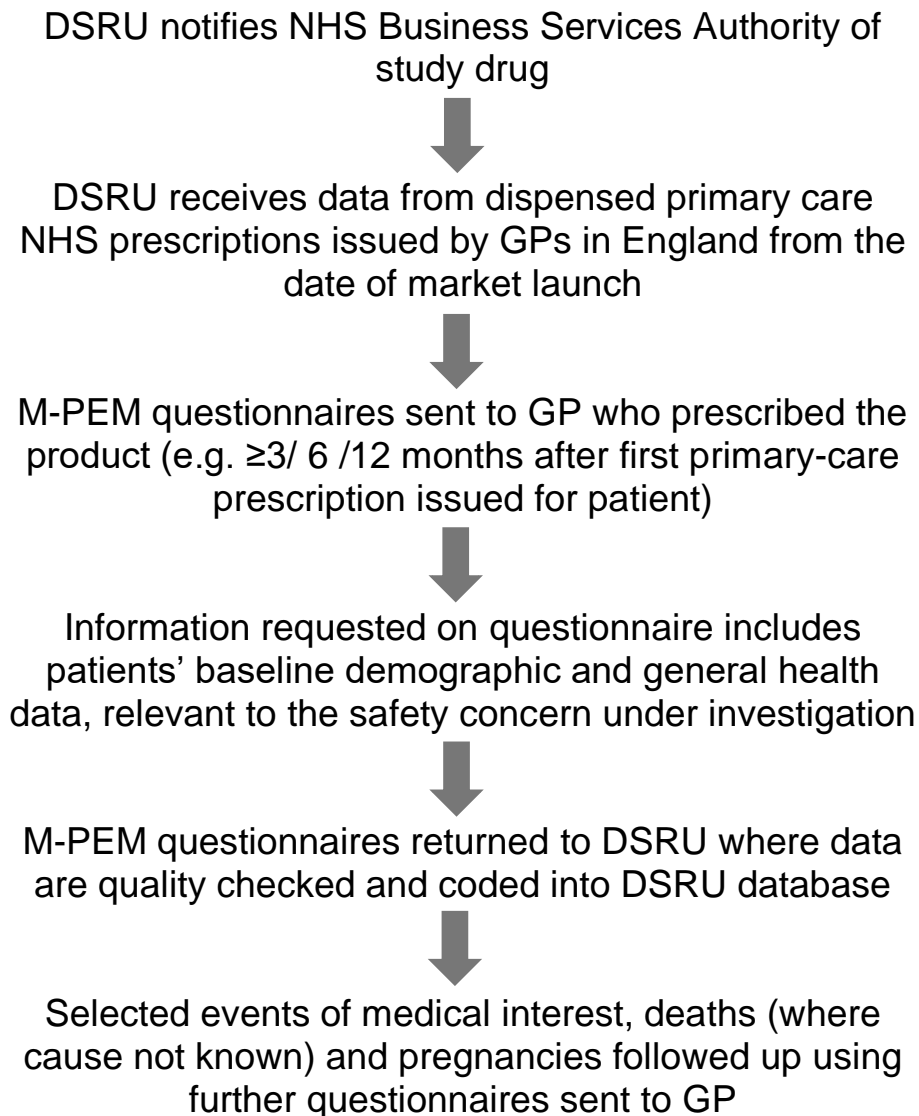 DSRU notifies NHS Business Services Authority of
study drug
DSRU receives data from dispensed primary care
NHS prescriptions issued by GPs in England from the
date of market launch
M-PEM questionnaires sent to GP who prescribed the
product (e.g. ≥3/ 6 /12 months after first primary-care
prescription issued for patient)
Information requested on questionnaire includes
patients’ baseline demographic and general health
data, relevant to the safety concern under investigation
M-PEM questionnaires returned to DSRU where data
are quality checked and coded into DSRU database
Selected events of medical interest, deaths (where
cause not known) and pregnancies followed up using
further questionnaires sent to GP